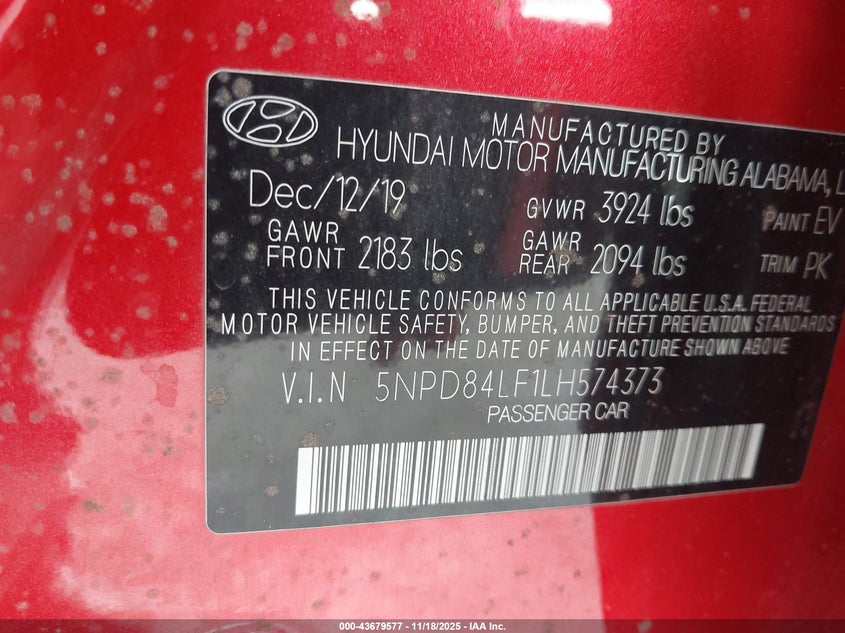 MANUFACTURED BY
HYUNDAI MOTOR MANUFACTURING ALABAMA,
Dec/12/19 GVWR 3924 lbs PAINT EV
GAWR FRONT 2183 lbs GAWR REAR 2094 lbs TRIM PK
THIS VEHICLE CONFORMS TO ALL APPLICABLE U.S.A. FEDERAL
MOTOR VEHICLE SAFETY, BUMPER, AND THEFT PREVENTION STANDARDS
IN EFFECT ON THE DATE OF MANUFACTURE SHOWN ABOVE
V.I.N 5NPD84LF1LH574373
PASSENGER CAR
000-43679577 - 11/18/2025 - IAA Inc.